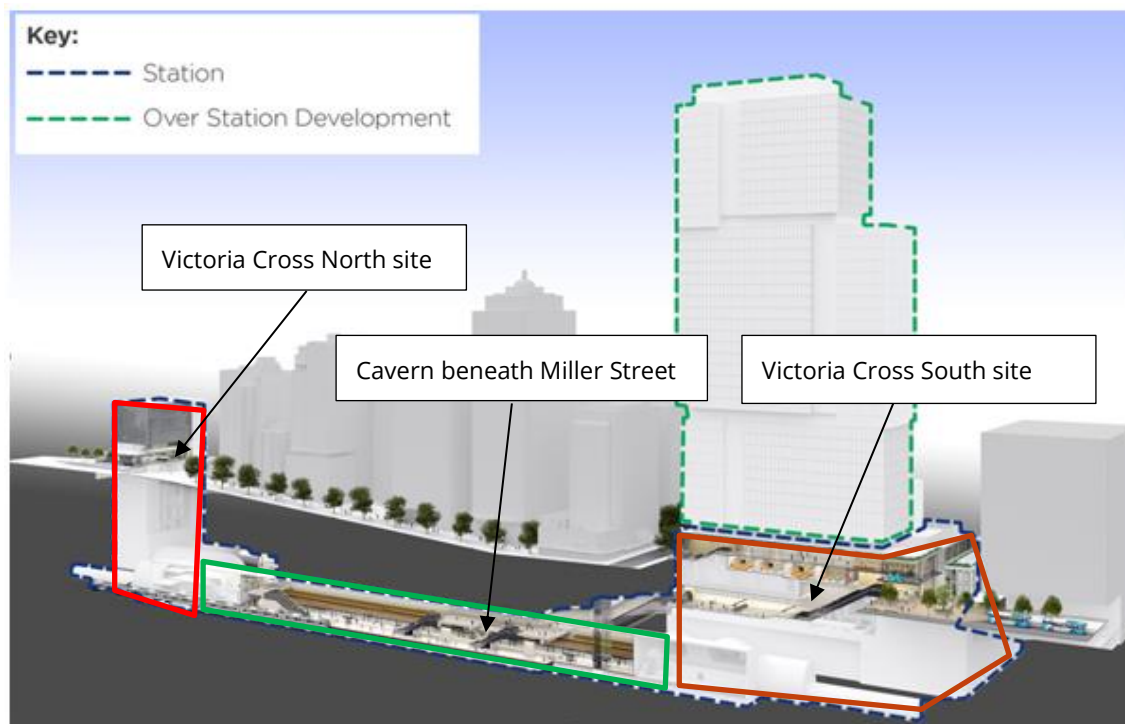 Key:
Station
Over Station Development
Victoria Cross North site
Cavern beneath Miller Street
Victoria Cross South site